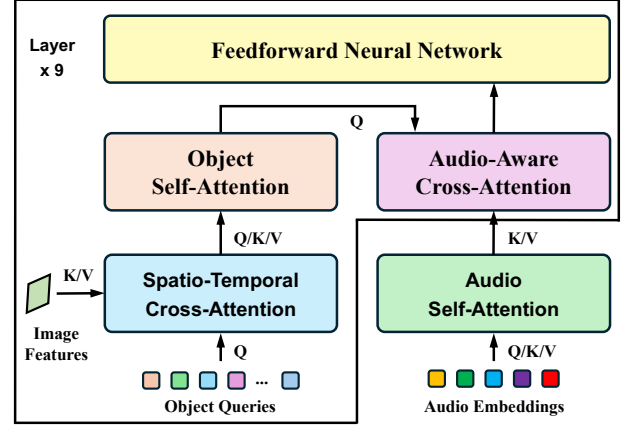 Layer
x 9
Feedforward Neural Network
Q
Object
Self-Attention
Audio-Aware
Cross-Attention
Q/K/V
K/V
K/V
Spatio-Temporal
Cross-Attention
Audio
Self-Attention
Image
Features
Q
Q/K/V
...
Object Queries
Audio Embeddings